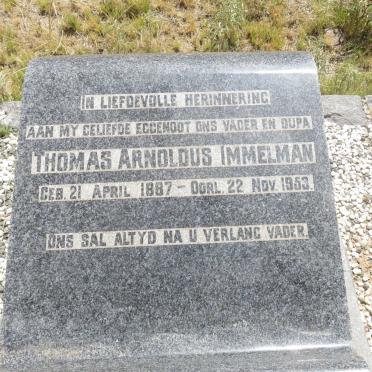 IN LIEFDEVOLLE HERINNERING
AAN MY GELIEFDE EGGENOOT ONS VADER EN OUPA
THOMAS ARNOLDUS IMMELMAN
GEB. 21 APRIL 1887 - OORL. 22 NOV. 1953.
ONS SAL ALTYD NA U VERLANG VADER.